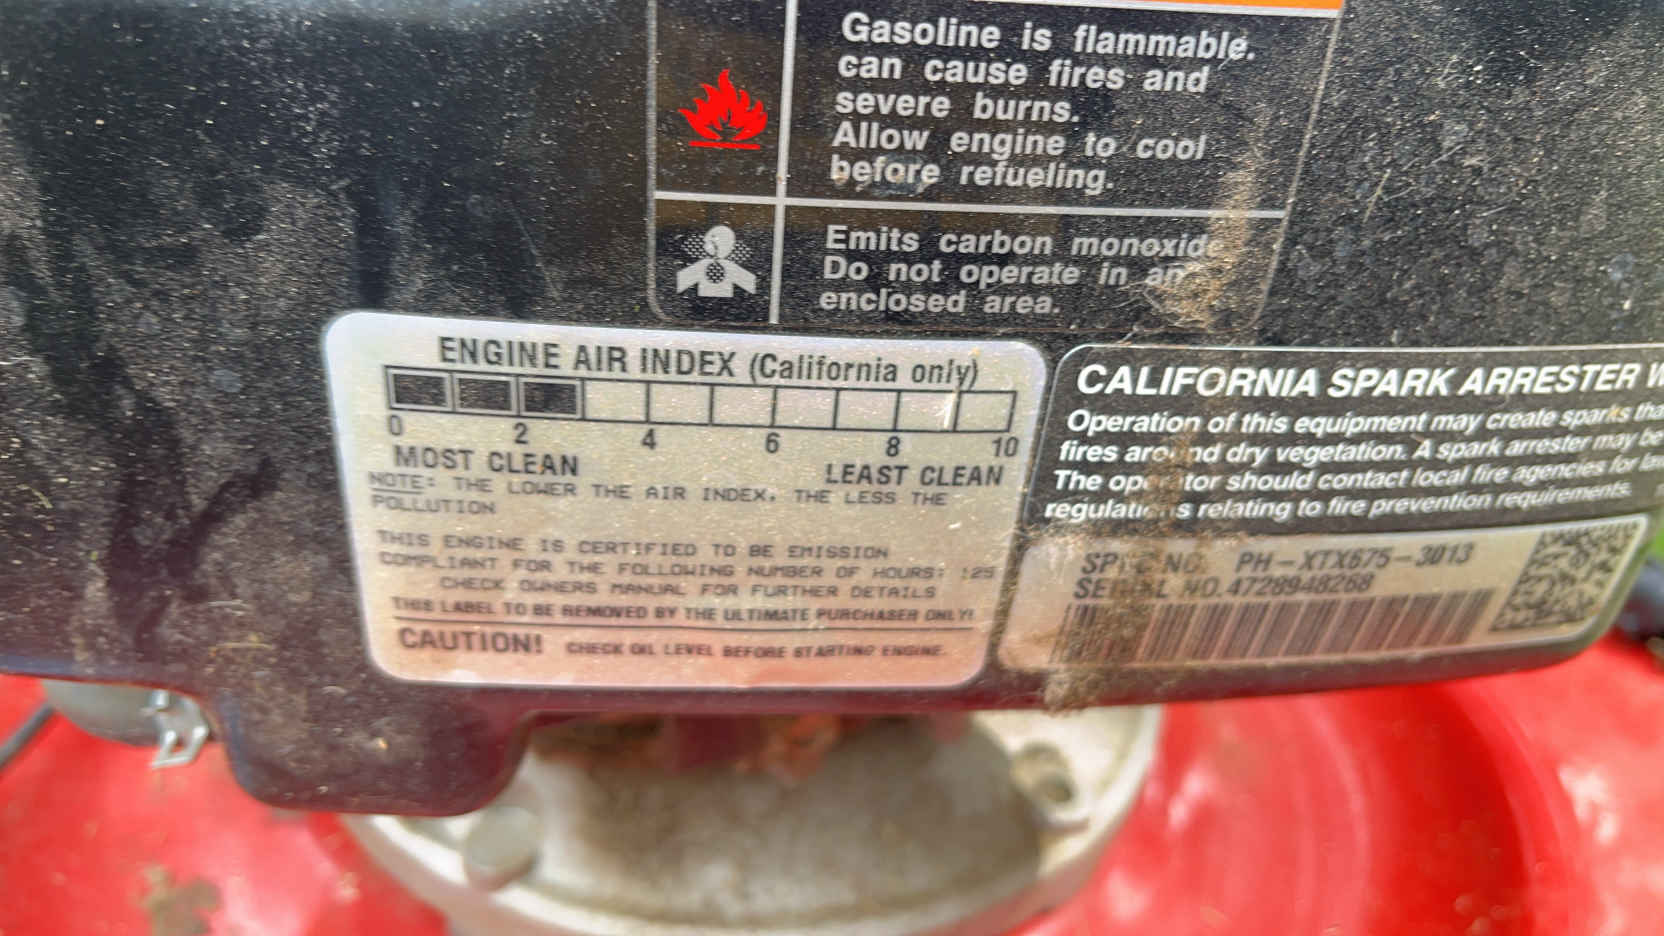 Gasoline is flammable.
can cause fires and
severe burns.
Allow engine to cool
before refueling.
Emits carbon monoxide
Do not operate in an
enclosed area.
ENGINE AIR INDEX (California only)
0 2 4 6 8 10
MOST CLEAN LEAST CLEAN
NOTE: THE LOWER THE AIR INDEX, THE LESS THE
POLLUTION
THIS ENGINE IS CERTIFIED TO BE EMISSION
COMPLIANT FOR THE FOLLOWING NUMBER OF HOURS: 125
CHECK OWNERS MANUAL FOR FURTHER DETAILS
THIS LABEL TO BE REMOVED BY THE ULTIMATE PURCHASER ONLY!
CAUTION! CHECK OIL LEVEL BEFORE STARTING ENGINE.
CALIFORNIA SPARK ARRESTER
Operation of this equipment may create sparks
fires around dry vegetation. A spark arrester may be
The operator should contact local fire agencies for
regulations relating to fire prevention requirements.
SPEC NO. PH-XTX675-3013
SERIAL NO. 4728948268